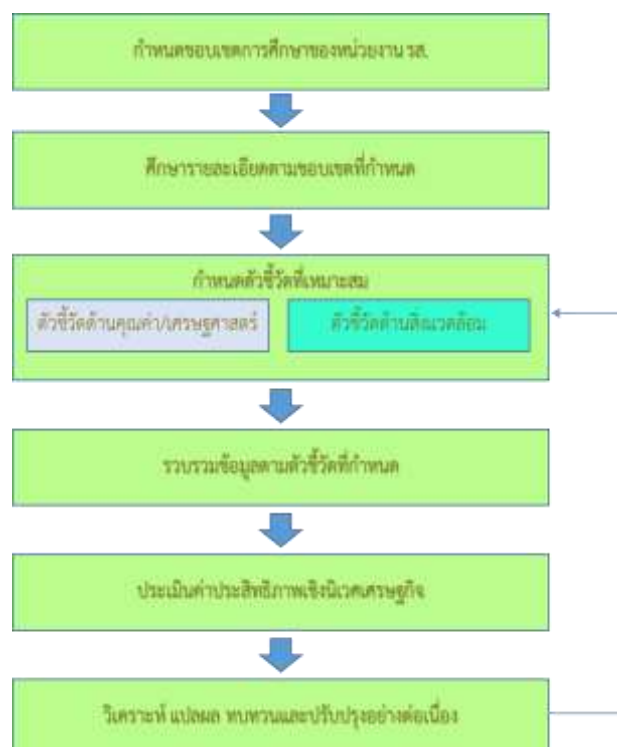 กำหนดขอบเขตการศึกษาของหน่วยงาน รส.
ศึกษารายละเอียดตามขอบเขตที่กำหนด
กำหนดตัวชี้วัดที่เหมาะสม
ตัวชี้วัดด้านคุณค่า/เศรษฐศาสตร์
ตัวชี้วัดด้านสิ่งแวดล้อม
รวบรวมข้อมูลตามตัวชี้วัดที่กำหนด
ประเมินค่าประสิทธิภาพเชิงนิเวศเศรษฐกิจ
วิเคราะห์ แปลผล ทบทวนและปรับปรุงอย่างต่อเนื่อง